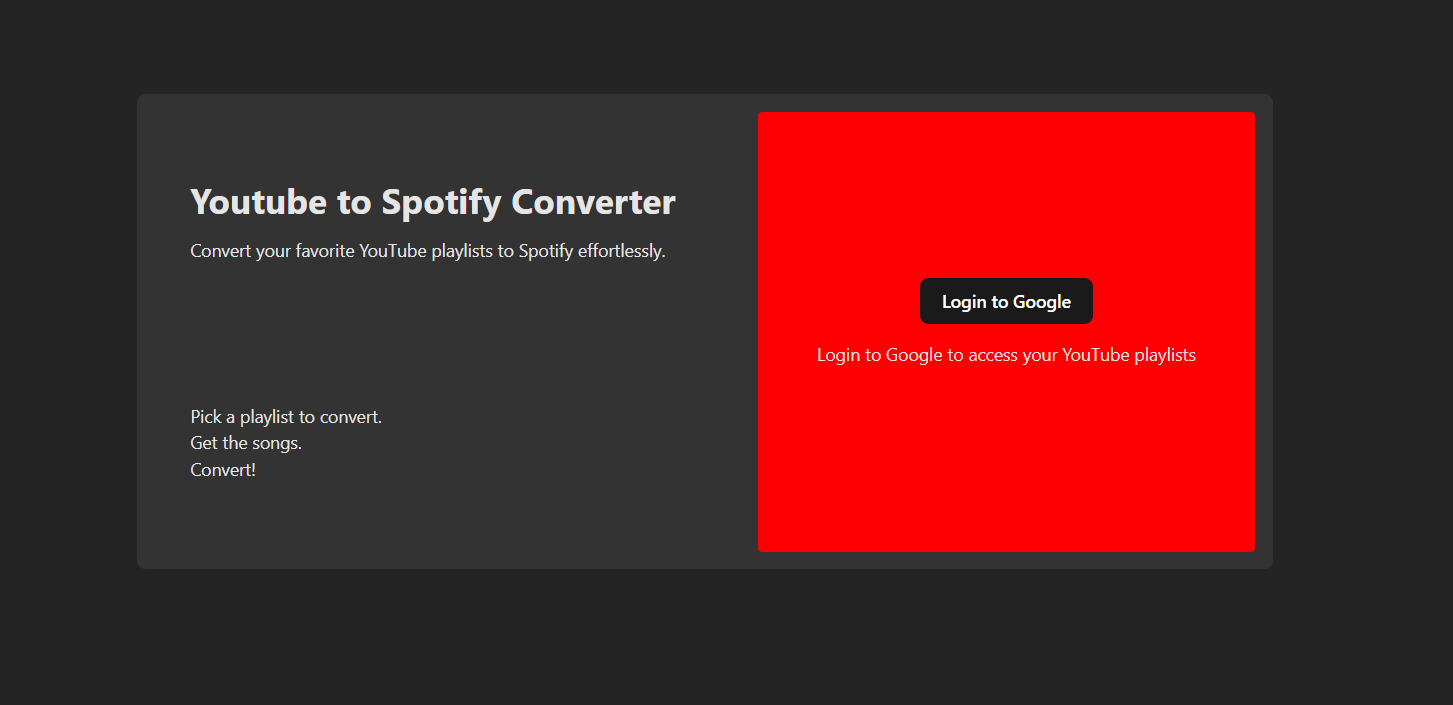 Youtube to Spotify Converter
Convert your favorite YouTube playlists to Spotify effortlessly.
Pick a playlist to convert.
Get the songs.
Convert!
Login to Google
Login to Google to access your YouTube playlists